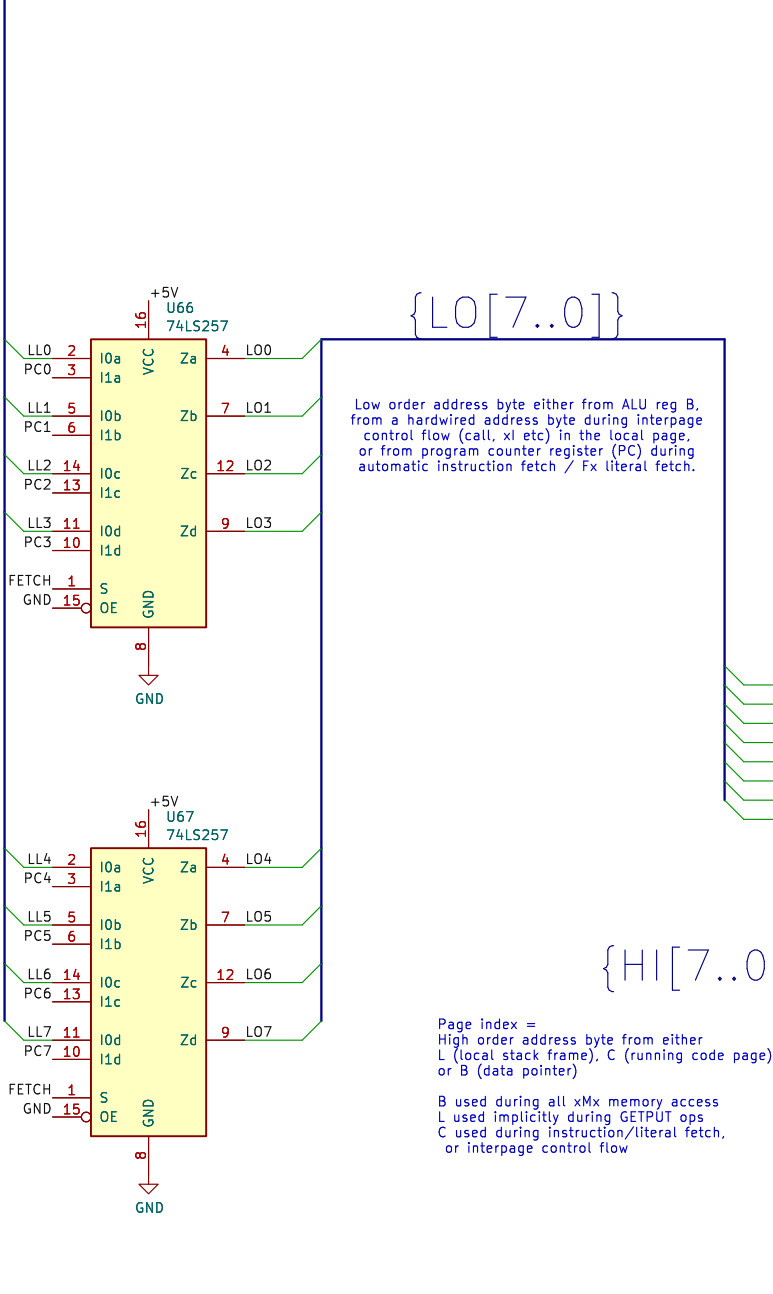 +5V
U66
74LS257
16
VCC
LL0 2 I0a Za 4 LO0
PC0 3 I1a
LL1 5 I0b Zb 7 LO1
PC1 6 I1b
LL2 14 I0c Zc 12 LO2
PC2 13 I1c
LL3 11 I0d Zd 9 LO3
PC3 10 I1d
FETCH 1 S
GND 15 OE
GND
8
GND
{LO[7..0]}
Low order address byte either from ALU reg B,
from a hardwired address byte during interpage
control flow (call, xI etc) in the local page,
or from program counter register (PC) during
automatic instruction fetch / Fx literal fetch.
+5V
U67
74LS257
16
VCC
LL4 2 I0a Za 4 LO4
PC4 3 I1a
LL5 5 I0b Zb 7 LO5
PC5 6 I1b
LL6 14 I0c Zc 12 LO6
PC6 13 I1c
LL7 11 I0d Zd 9 LO7
PC7 10 I1d
FETCH 1 S
GND 15 OE
GND
8
GND
{HI[7..0
Page index =
High order address byte from either
L (local stack frame), C (running code page)
or B (data pointer)
B used during all xMx memory access
L used implicitly during GETPUT ops
C used during instruction/literal fetch,
or interpage control flow